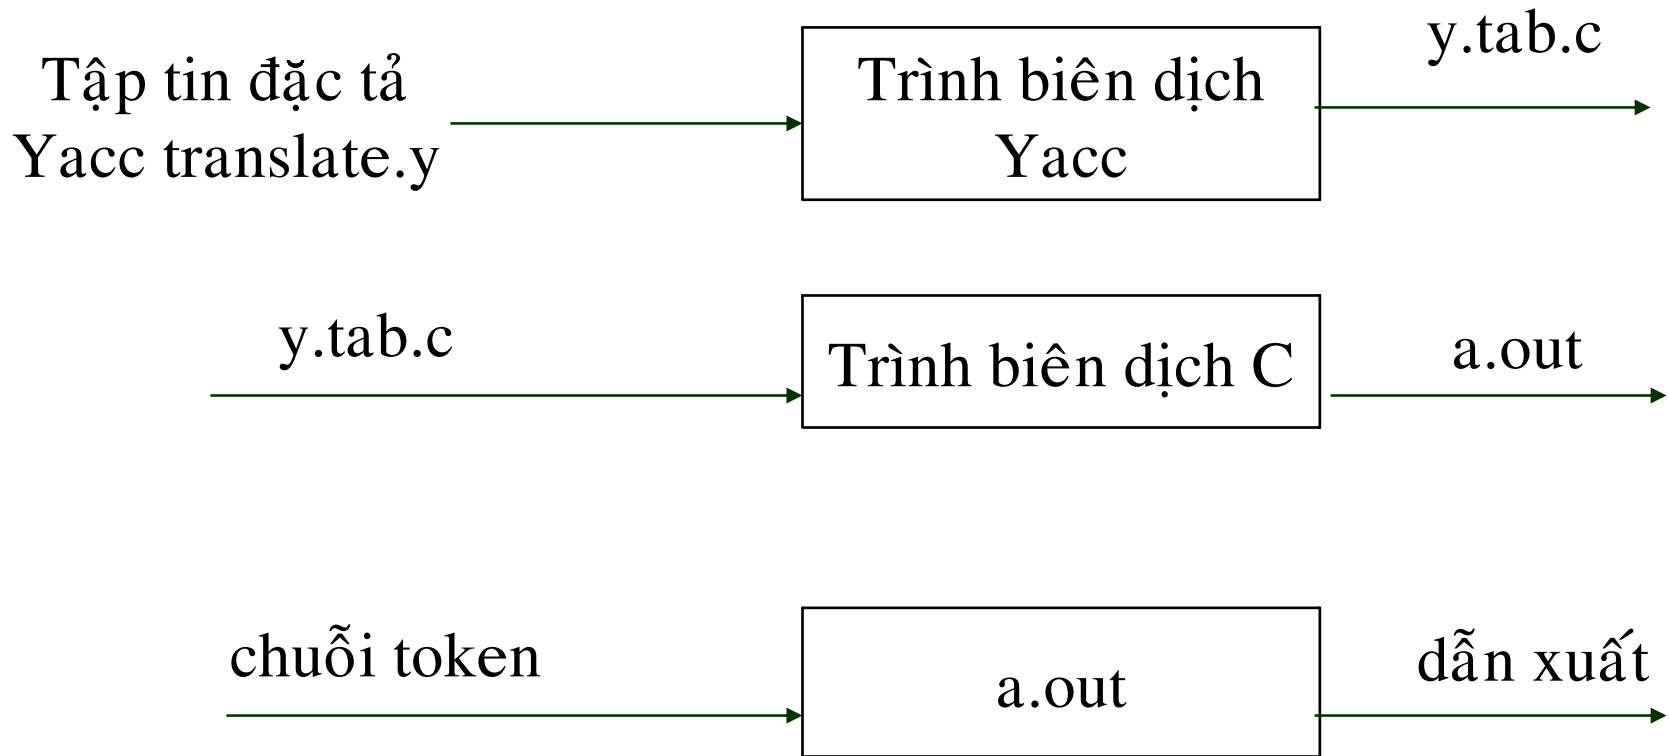 Tập tin đặc tả
Yacc translate.y
Trình biên dịch
Yacc
y.tab.c
y.tab.c
Trình biên dịch C
a.out
chuỗi token
a.out
dẫn xuất